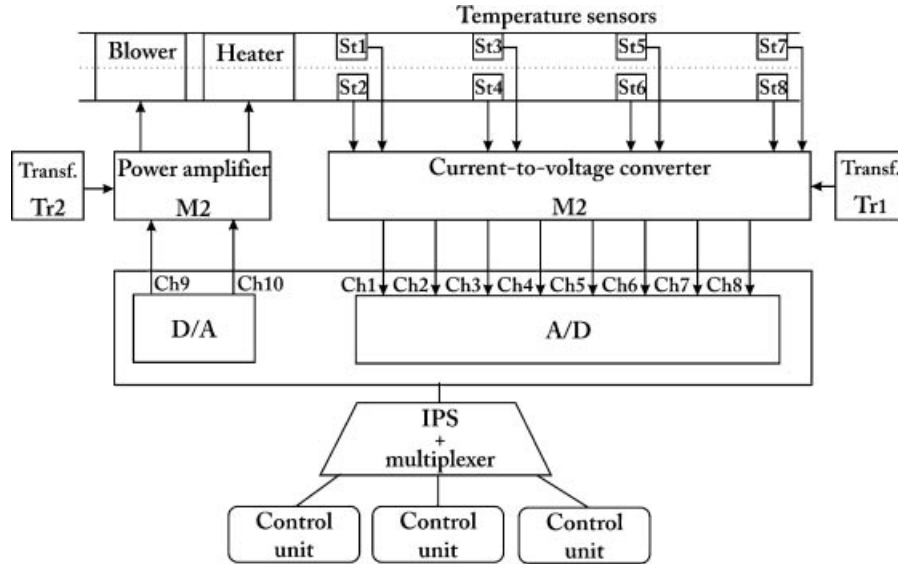 Temperature sensors
Blower
Heater
St1
St3
St5
St7
St2
St4
St6
St8
Transf.
Tr2
Power amplifier
M2
Current-to-voltage converter
M2
Transf.
Tr1
Ch9
Ch10
Ch1
Ch2
Ch3
Ch4
Ch5
Ch6
Ch7
Ch8
D/A
A/D
IPS
+
multiplexer
Control
unit
Control
unit
Control
unit